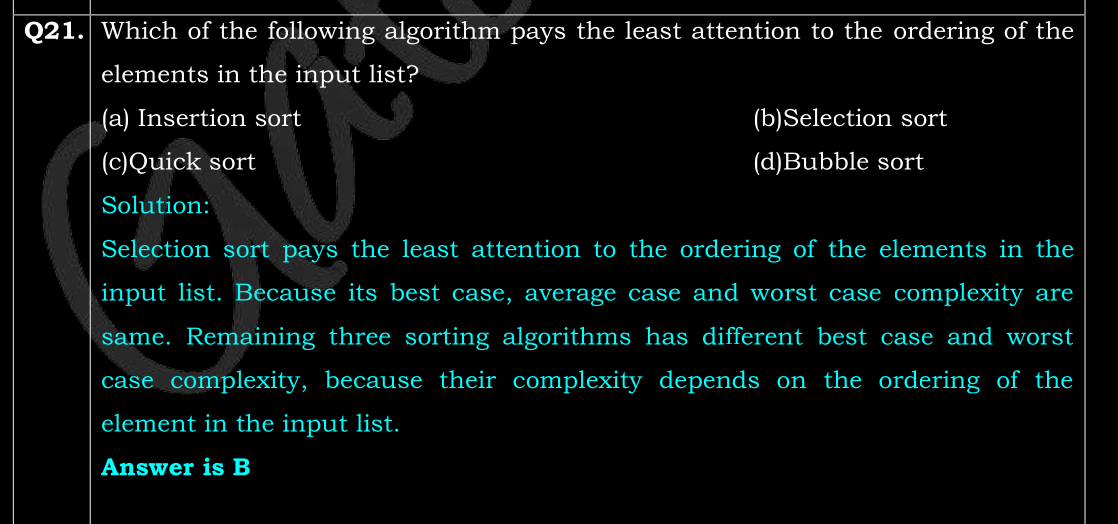 Q21. Which of the following algorithm pays the least attention to the ordering of the
elements in the input list?
(a) Insertion sort (b)Selection sort
(c)Quick sort (d)Bubble sort
Solution:
Selection sort pays the least attention to the ordering of the elements in the
input list. Because its best case, average case and worst case complexity are
same. Remaining three sorting algorithms has different best case and worst
case complexity, because their complexity depends on the ordering of the
element in the input list.
Answer is B